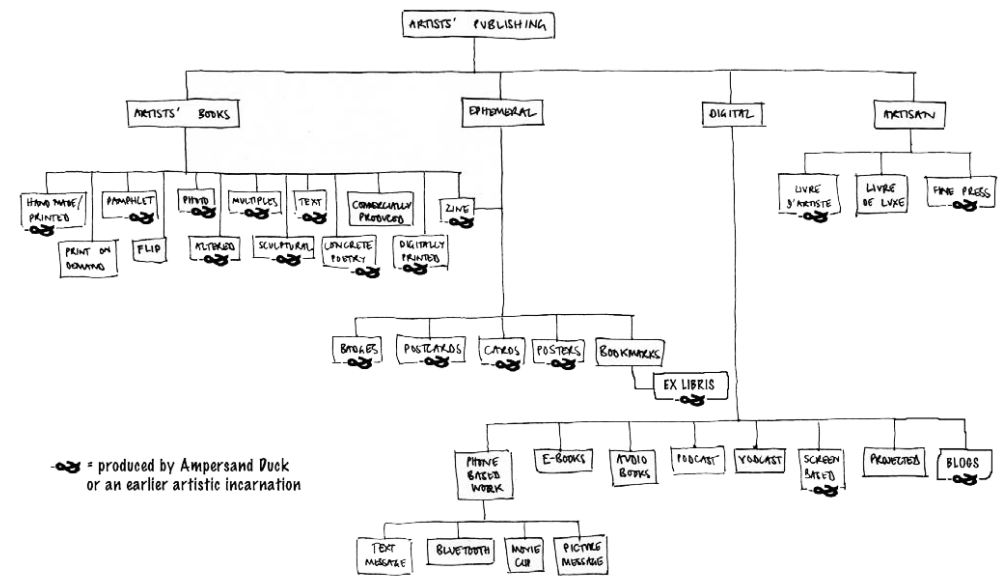 ARTISTS' PUBLISHING
ARTISTS' BOOKS
EPHEMERAL
DIGITAL
ARTISAN
HAND MADE/
PRINTED
PAMPHLET
PHOTO
MULTIPLES
TEXT
COMERCIALLY
PRODUCED
ZINE
PRINT ON
DEMAND
FLIP
ALTERED
SCULPTURAL
CONCRETE
POETRY
DIGITALLY
PRINTED
LIVRE
D'ARTISTE
LIVRE
DE LUXE
FINE PRESS
BADGES
POSTCARDS
CARDS
POSTERS
BOOKMARKS
EX LIBRIS
PHONE
BASED
WORK
E-BOOKS
AUDIO
BOOKS
PODCAST
VODCAST
SCREEN
BASED
PROJECTED
BLOGS
TEXT
MESSAGE
BLUETOOTH
MOVIE
CLIP
PICTURE
MESSAGE
= produced by Ampersand Duck
or an earlier artistic incarnation